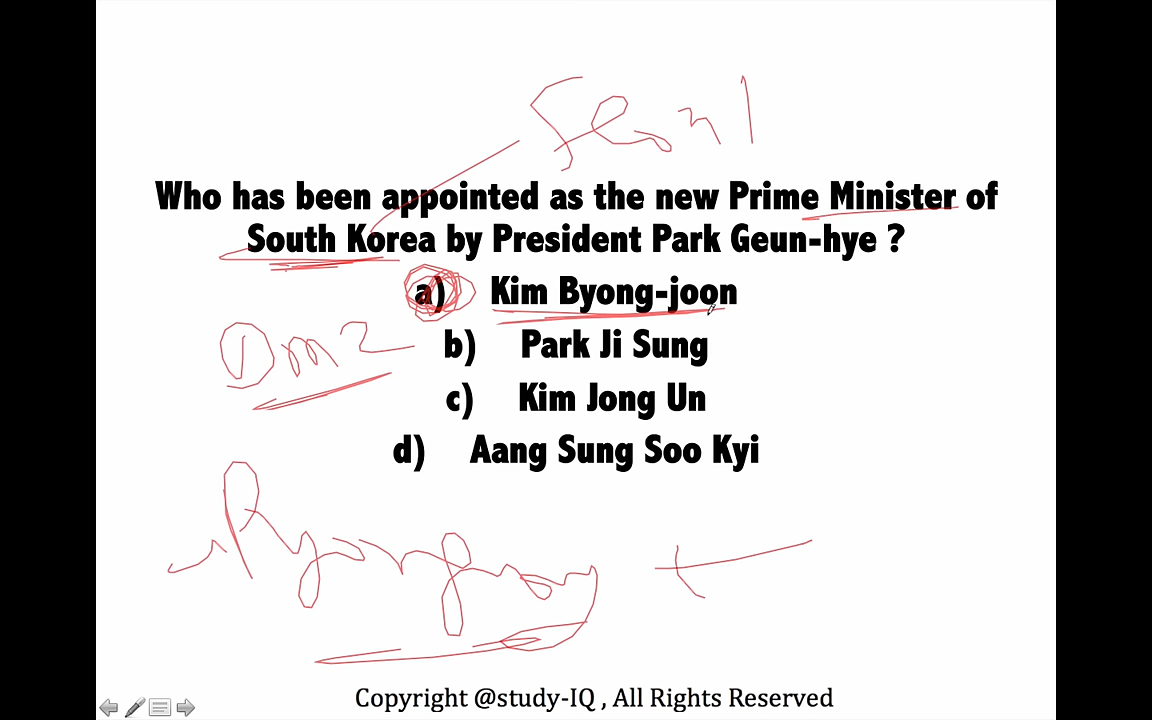 Seoul
Who has been appointed as the new Prime Minister of
South Korea by President Park Geun-hye ?
a) Kim Byong-joon
b) Park Ji Sung
c) Kim Jong Un
d) Aang Sung Soo Kyi
Copyright @study-IQ , All Rights Reserved